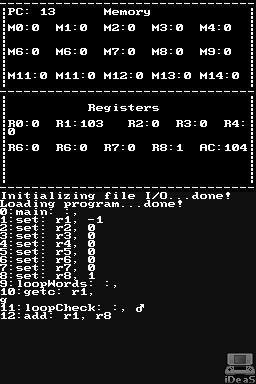 PC: 13 Memory
M0:0 M1:0 M2:0 M3:0 M4:0
M6:0 M6:0 M7:0 M8:0 M9:0
M11:0 M11:0 M12:0 M13:0 M14:0
Registers
R0:0 R1:103 R2:0 R3:0 R4:
0
R6:0 R6:0 R7:0 R8:1 AC:104
Initializing file I/O...done!
Loading program...done!
0:main: :,
1:set: r1, -1
2:set: r2, 0
3:set: r3, 0
4:set: r4, 0
5:set: r5, 0
6:set: r6, 0
7:set: r7, 0
8:set: r8, 1
9:loopWords: :,
10:getc: r1,
g
11:loopCheck: :, ♂
12:add: r1, r8
iDeaS